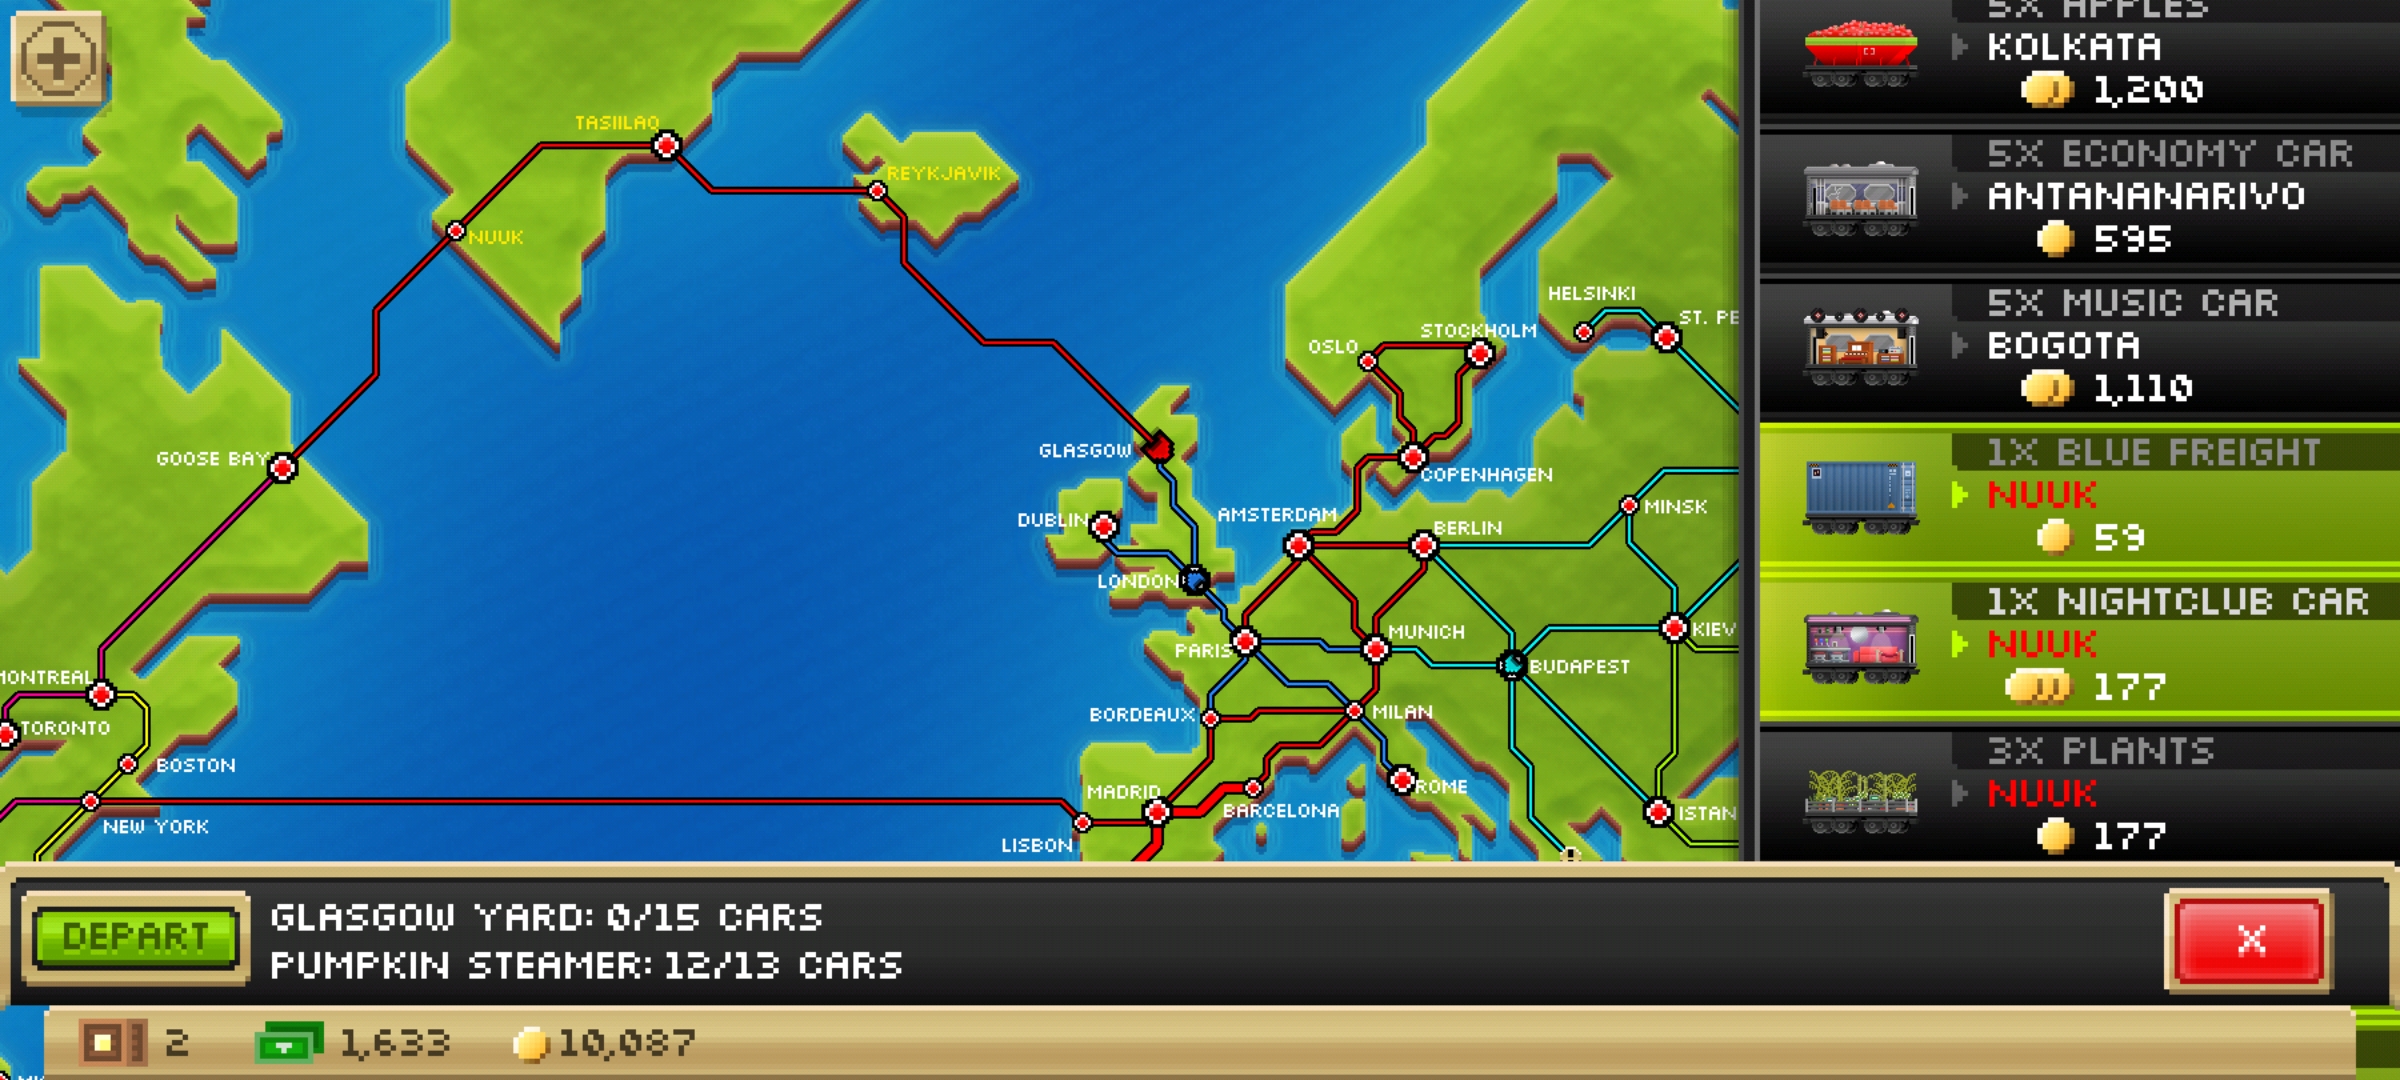 5X APPLES
KOLKATA
1,200
5X ECONOMY CAR
ANTANANARIVO
595
5X MUSIC CAR
BOGOTA
1,110
1X BLUE FREIGHT
NUUK
59
1X NIGHTCLUB CAR
NUUK
177
3X PLANTS
NUUK
177
TASIILAQ
REYKJAVIK
NUUK
HELSINKI
ST. PE
STOCKHOLM
OSLO
GLASGOW
GOOSE BAY
COPENHAGEN
MINSK
AMSTERDAM
DUBLIN
BERLIN
LONDON
MUNICH
KIEV
PARIS
BUDAPEST
MONTREAL
BORDEAUX
MILAN
TORONTO
BOSTON
ROME
MADRID
BARCELONA
ISTAN
NEW YORK
LISBON
DEPART
GLASGOW YARD: 0/15 CARS
PUMPKIN STEAMER: 12/13 CARS
X
2
1,633
10,087